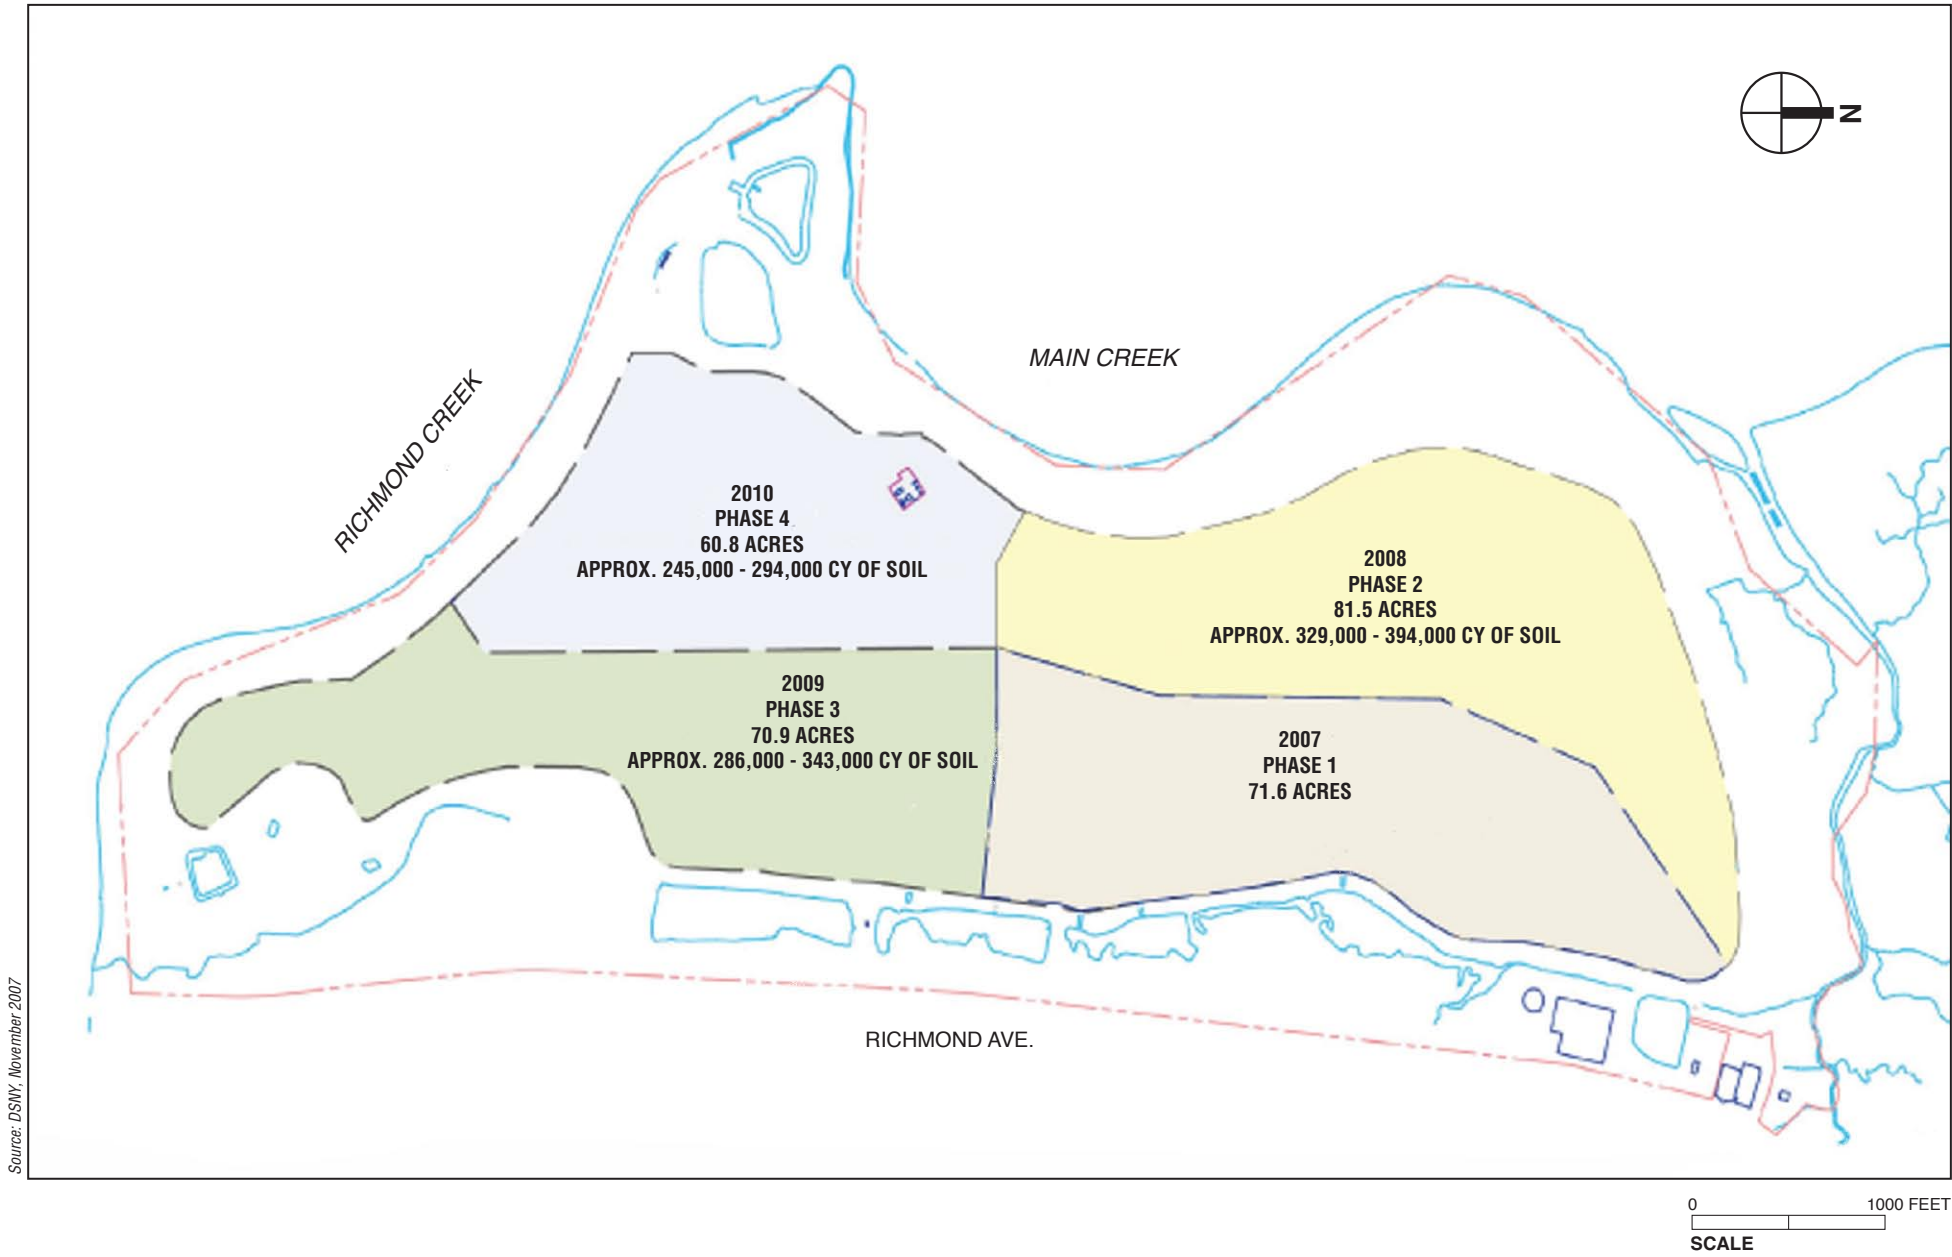 N
MAIN CREEK
RICHMOND CREEK
2010
PHASE 4
60.8 ACRES
APPROX. 245,000 - 294,000 CY OF SOIL
2008
PHASE 2
81.5 ACRES
APPROX. 329,000 - 394,000 CY OF SOIL
2009
PHASE 3
70.9 ACRES
APPROX. 286,000 - 343,000 CY OF SOIL
2007
PHASE 1
71.6 ACRES
RICHMOND AVE.
Source: DSNY, November 2007
0 1000 FEET
SCALE